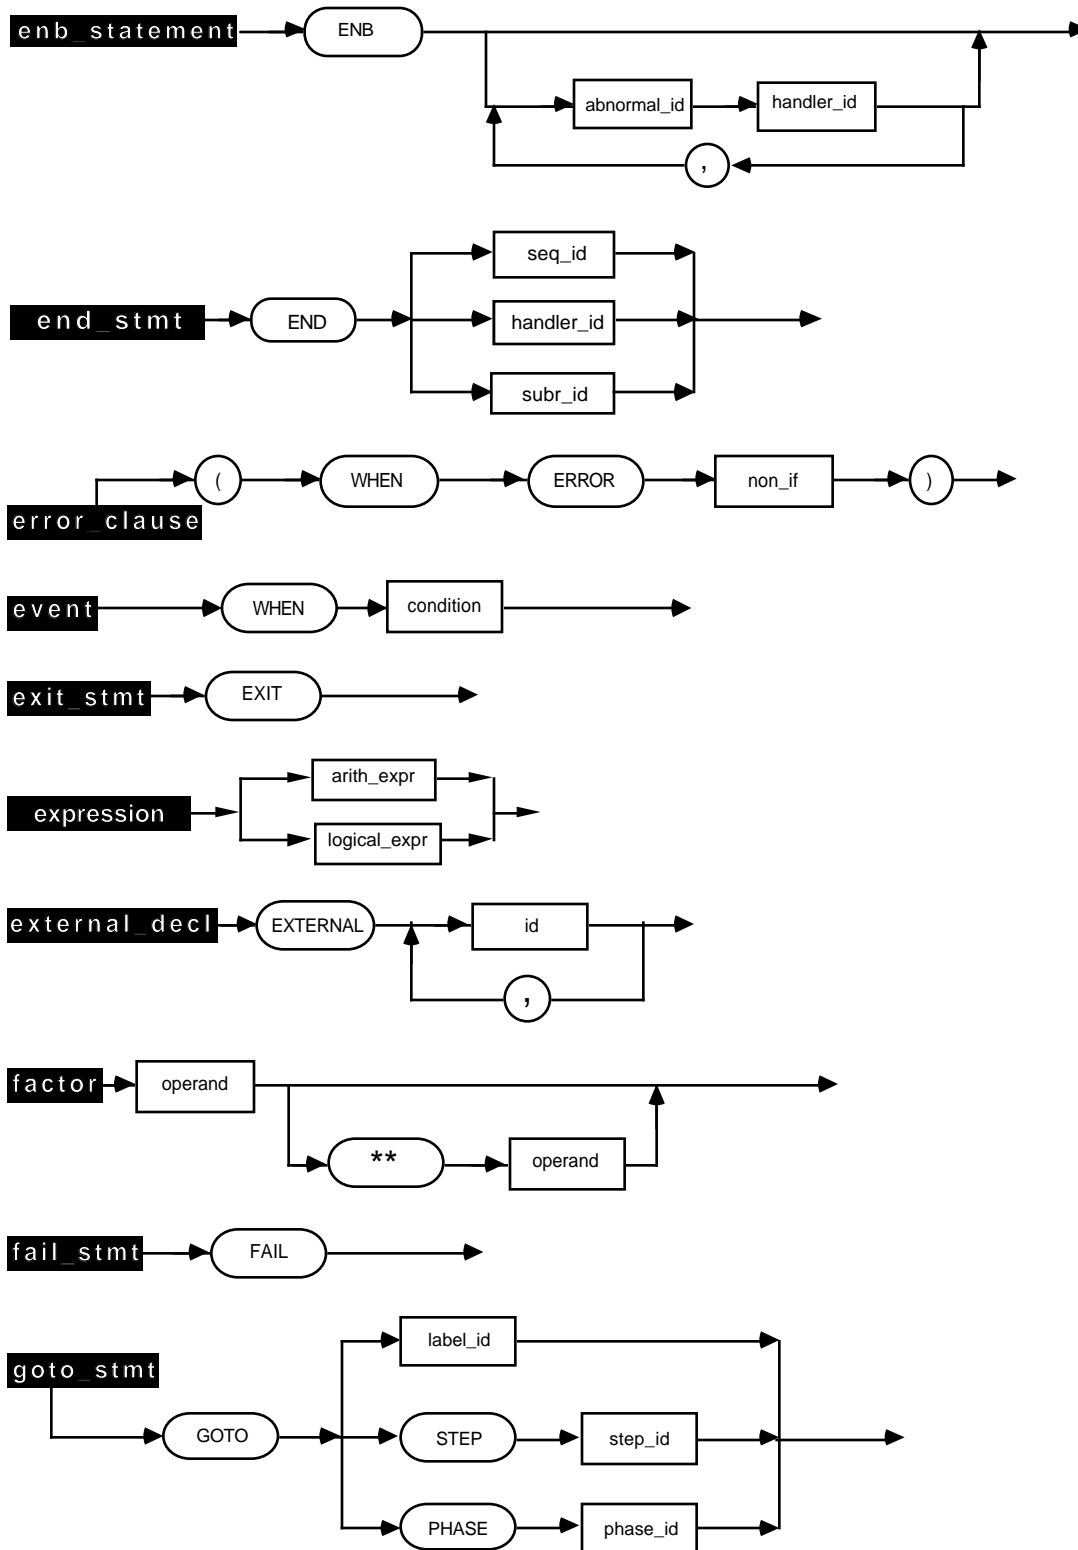 enb_statement ENB
abnormal_id handler_id
,
seq_id
end_stmt END handler_id
subr_id
( WHEN ERROR non_if )
error_clause
event WHEN condition
exit_stmt EXIT
arith_expr
expression
logical_expr
external_decl EXTERNAL id
,
factor operand
** operand
fail_stmt FAIL
label_id
goto_stmt
GOTO STEP step_id
PHASE phase_id